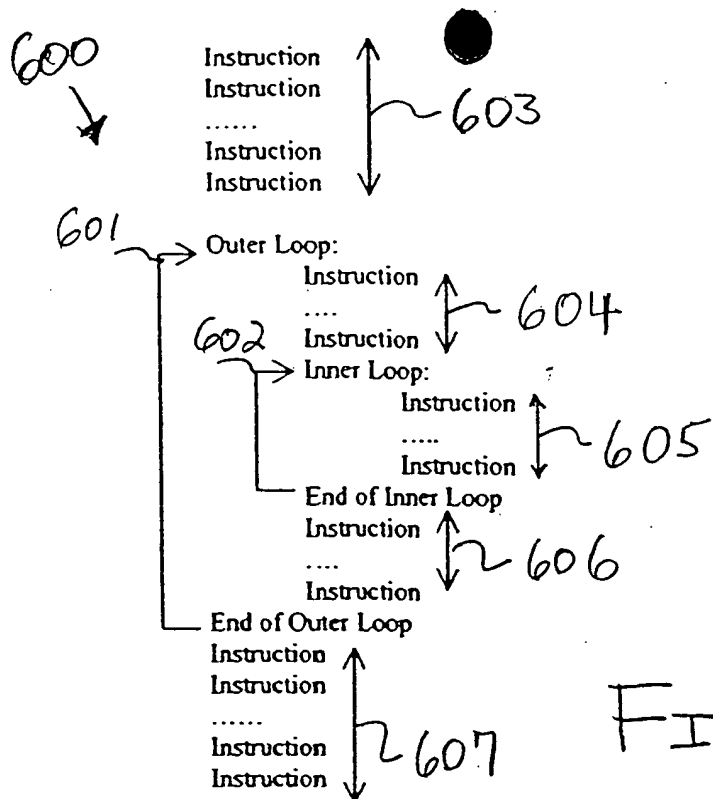 600
Instruction
Instruction
......
Instruction
Instruction
603
601
Outer Loop:
Instruction
....
Instruction
604
602
Inner Loop:
Instruction
.....
Instruction
605
End of Inner Loop
Instruction
....
Instruction
606
End of Outer Loop
Instruction
Instruction
......
Instruction
Instruction
607
FI